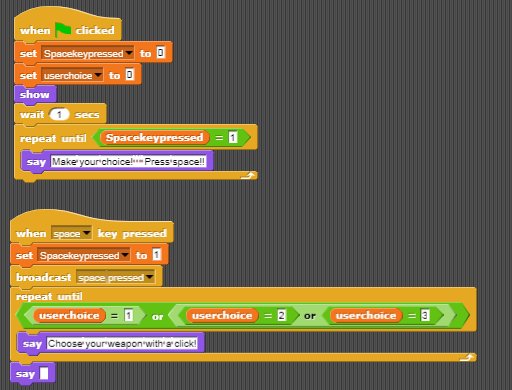 when clicked
set Spacekeypressed to 0
set userchoice to 0
show
wait 1 secs
repeat until Spacekeypressed = 1
say Make your choice! Press space!!
when space key pressed
set Spacekeypressed to 1
broadcast space pressed
repeat until
userchoice = 1 or userchoice = 2 or userchoice = 3
say Choose your weapon with a click!
say